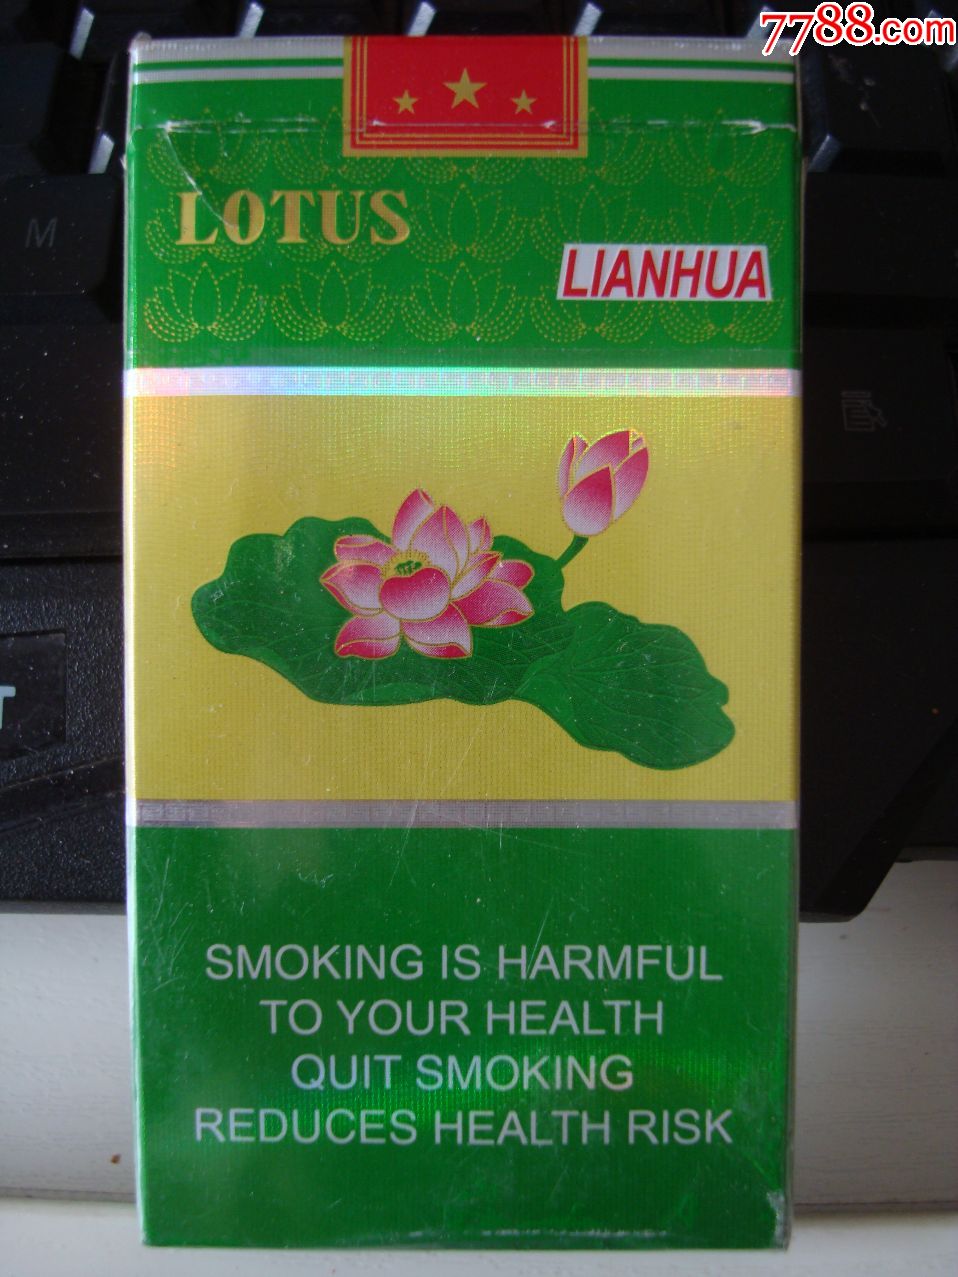 7788.com
LOTUS
LIANHUA
M
T
SMOKING IS HARMFUL
TO YOUR HEALTH
QUIT SMOKING
REDUCES HEALTH RISK